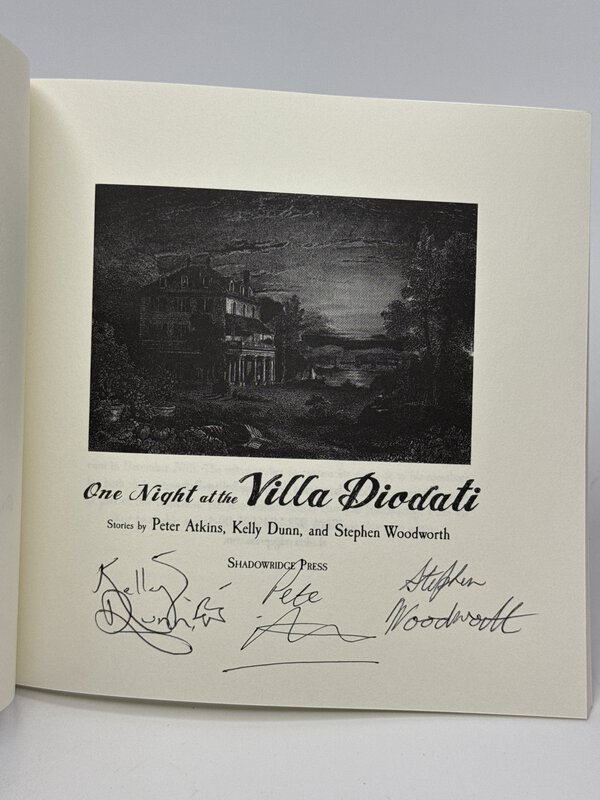 One Night at the Villa Diodati
Stories by Peter Atkins, Kelly Dunn, and Stephen Woodworth
Shadowridge Press
Kelly
Dunn
Pete
Stephen
Woodworth